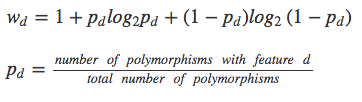 w_d = 1 + p_d log_2 p_d + (1 − p_d) log_2 (1 − p_d)
p_d = number of polymorphisms with feature d / total number of polymorphisms